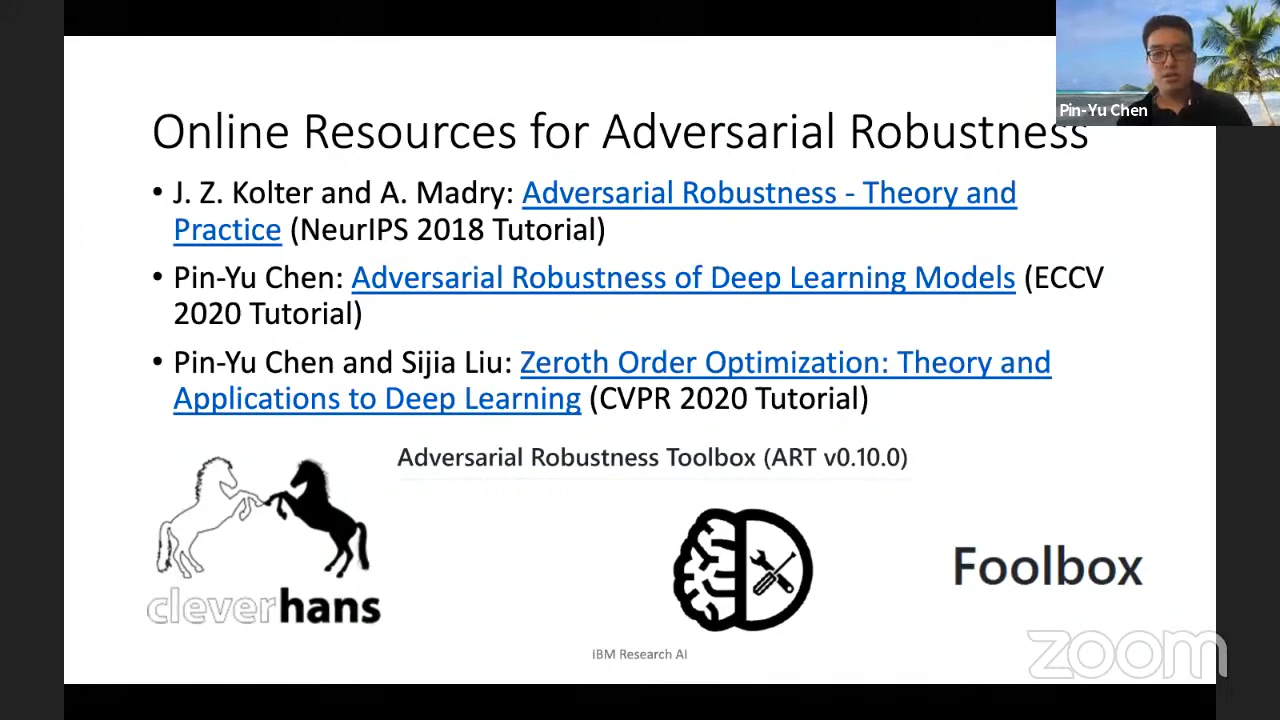 Pin-Yu Chen
Online Resources for Adversarial Robustness
• J. Z. Kolter and A. Madry: Adversarial Robustness - Theory and
Practice (NeurIPS 2018 Tutorial)
• Pin-Yu Chen: Adversarial Robustness of Deep Learning Models (ECCV
2020 Tutorial)
• Pin-Yu Chen and Sijia Liu: Zeroth Order Optimization: Theory and
Applications to Deep Learning (CVPR 2020 Tutorial)
Adversarial Robustness Toolbox (ART v0.10.0)
cleverhans
Foolbox
IBM Research AI
zoom